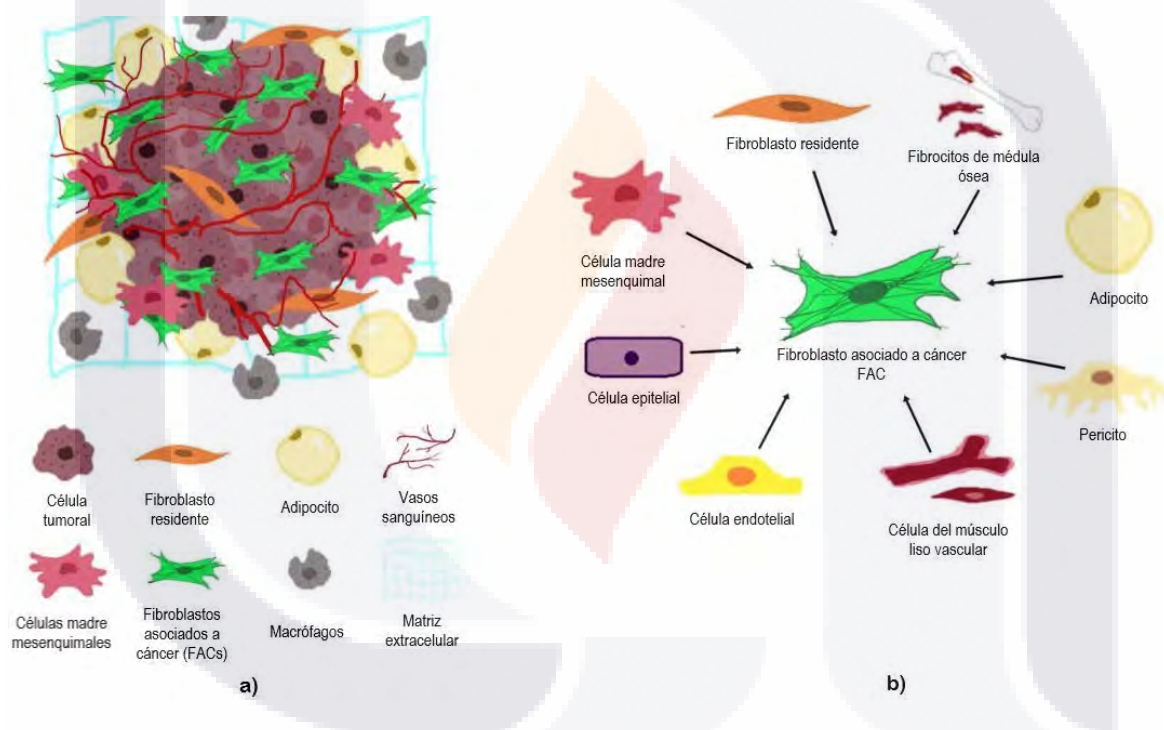 Célula
tumoral
Fibroblasto
residente
Adipocito
Vasos
sanguíneos
Células madre
mesenquimales
Fibroblastos
asociados a
cáncer (FACs)
Macrófagos
Matriz
extracelular
a)
Fibroblasto residente
Fibrocitos de médula
ósea
Célula madre
mesenquimal
Adipocito
Fibroblasto asociado a cáncer
FAC
Célula epitelial
Pericito
Célula endotelial
Célula del músculo
liso vascular
b)